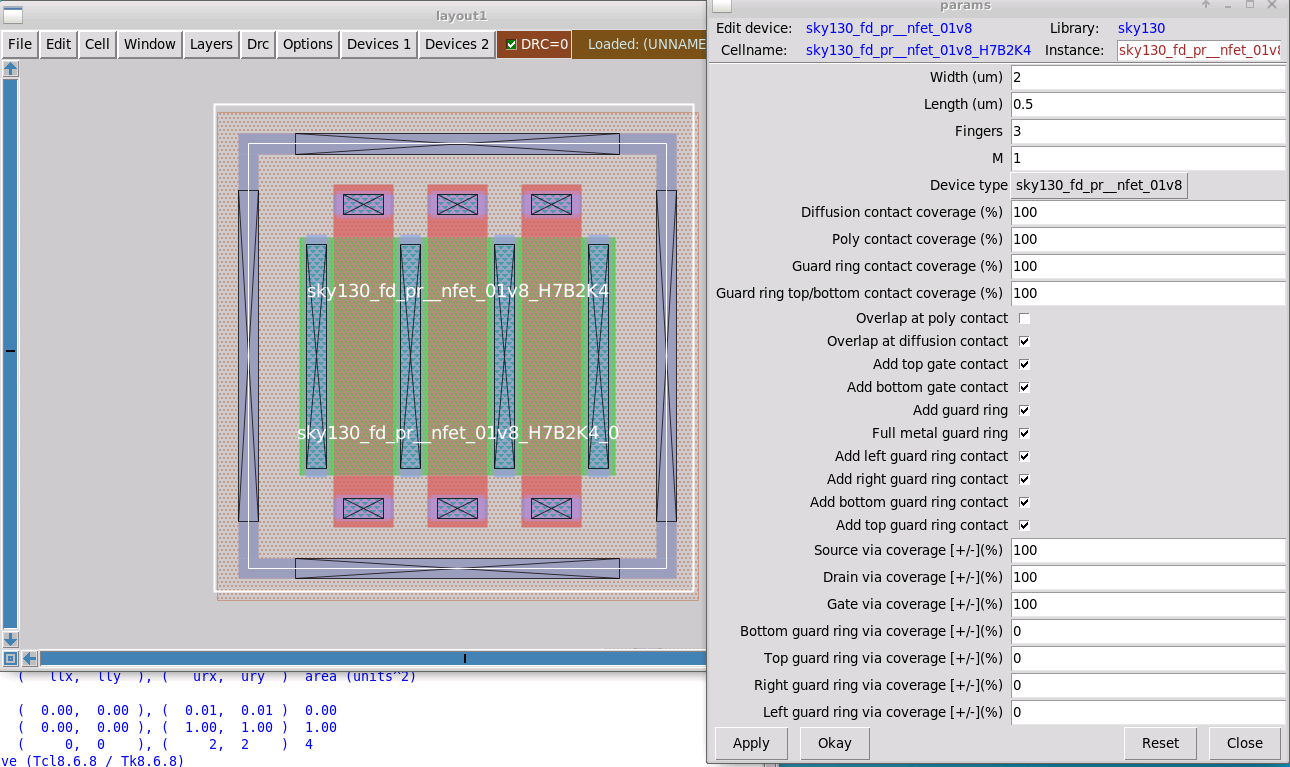 layout1
File Edit Cell Window Layers Drc Options Devices 1 Devices 2 DRC=0 Loaded: (UNNAME
sky130_fd_pr__nfet_01v8_H7B2K4
sky130_fd_pr__nfet_01v8_H7B2K4_0
( llx, lly ), ( urx, ury ) area (units^2)
( 0.00, 0.00 ), ( 0.01, 0.01 ) 0.00
( 0.00, 0.00 ), ( 1.00, 1.00 ) 1.00
( 0, 0 ), ( 2, 2 ) 4
ve (Tcl8.6.8 / Tk8.6.8)
params
Edit device: sky130_fd_pr__nfet_01v8 Library: sky130
Cellname: sky130_fd_pr__nfet_01v8_H7B2K4 Instance: sky130_fd_pr__nfet_01v8
Width (um) 2
Length (um) 0.5
Fingers 3
M 1
Device type sky130_fd_pr__nfet_01v8
Diffusion contact coverage (%) 100
Poly contact coverage (%) 100
Guard ring contact coverage (%) 100
Guard ring top/bottom contact coverage (%) 100
Overlap at poly contact
Overlap at diffusion contact
Add top gate contact
Add bottom gate contact
Add guard ring
Full metal guard ring
Add left guard ring contact
Add right guard ring contact
Add bottom guard ring contact
Add top guard ring contact
Source via coverage [+/-](%) 100
Drain via coverage [+/-](%) 100
Gate via coverage [+/-](%) 100
Bottom guard ring via coverage [+/-](%) 0
Top guard ring via coverage [+/-](%) 0
Right guard ring via coverage [+/-](%) 0
Left guard ring via coverage [+/-](%) 0
Apply Okay Reset Close